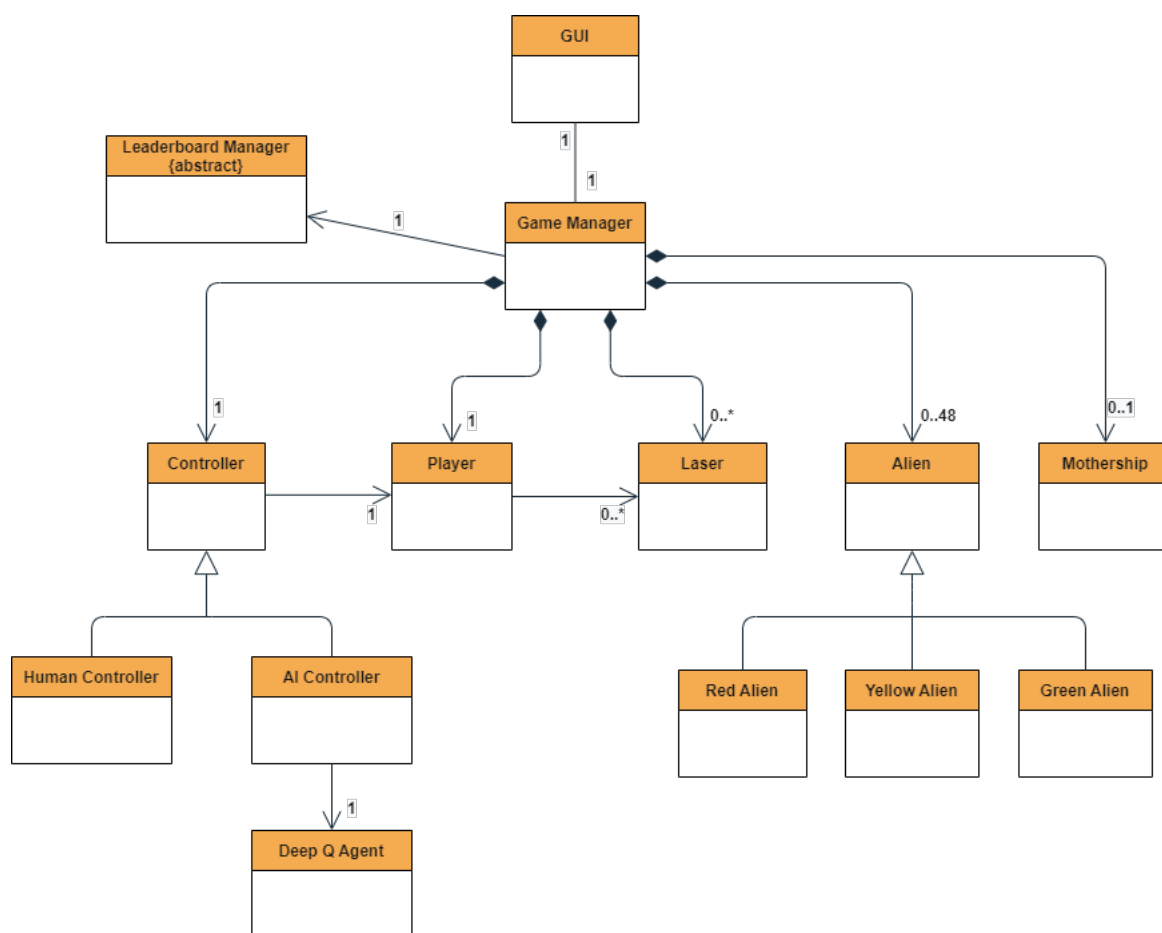 GUI
1
Leaderboard Manager
{abstract}
1
1
Game Manager
1
1
0..*
0..48
0..1
Controller
Player
Laser
Alien
Mothership
1
0..*
Human Controller
AI Controller
Red Alien
Yellow Alien
Green Alien
1
Deep Q Agent